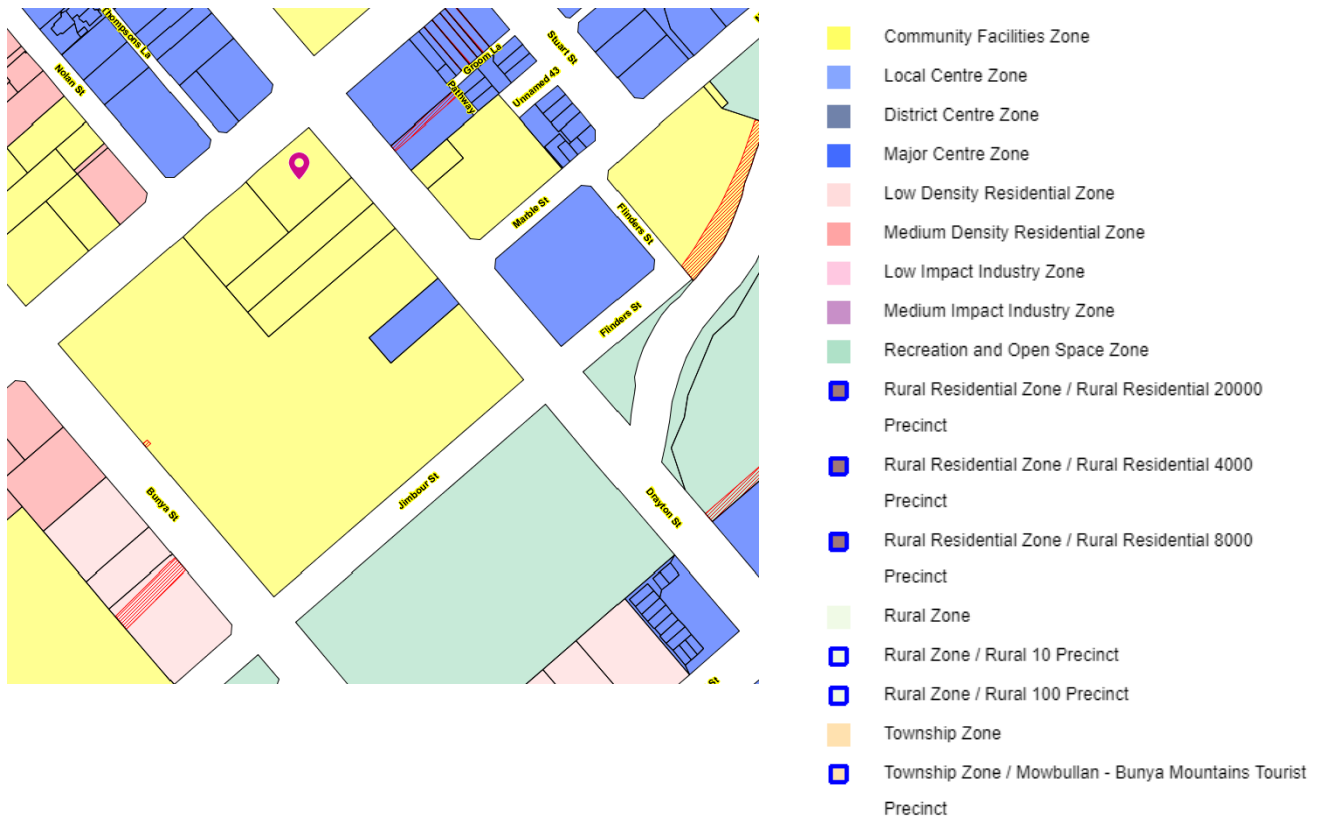 Thompsons La
Nolan St
Stuart St
Groom La
Pathway
Unnamed 43
Marble St
Flinders St
Flinders St
Jimbour St
Bunya St
Drayton St
St
Community Facilities Zone
Local Centre Zone
District Centre Zone
Major Centre Zone
Low Density Residential Zone
Medium Density Residential Zone
Low Impact Industry Zone
Medium Impact Industry Zone
Recreation and Open Space Zone
Rural Residential Zone / Rural Residential 20000
Precinct
Rural Residential Zone / Rural Residential 4000
Precinct
Rural Residential Zone / Rural Residential 8000
Precinct
Rural Zone
Rural Zone / Rural 10 Precinct
Rural Zone / Rural 100 Precinct
Township Zone
Township Zone / Mowbullan - Bunya Mountains Tourist
Precinct